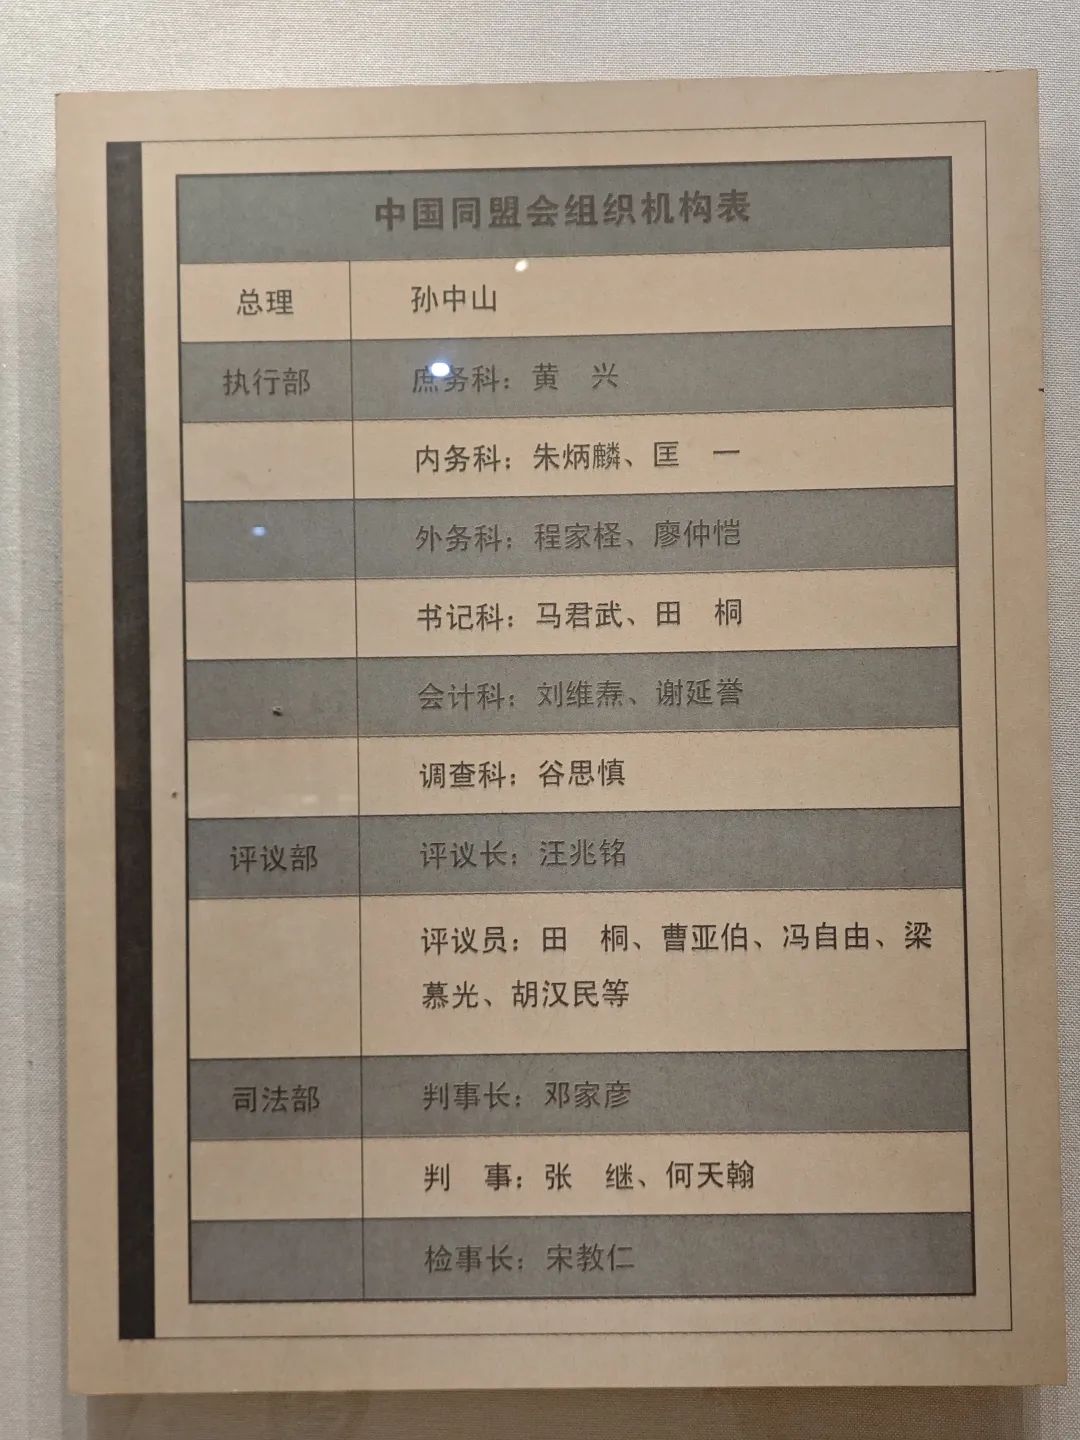 中国同盟会组织机构表
总理 孙中山
执行部 庶务科：黄　兴
内务科：朱炳麟、匡　一
外务科：程家柽、廖仲恺
书记科：马君武、田　桐
会计科：刘维焘、谢延誉
调查科：谷思慎
评议部 评议长：汪兆铭
评议员：田　桐、曹亚伯、冯自由、梁
慕光、胡汉民等
司法部 判事长：邓家彦
判　事：张　继、何天翰
检事长：宋教仁